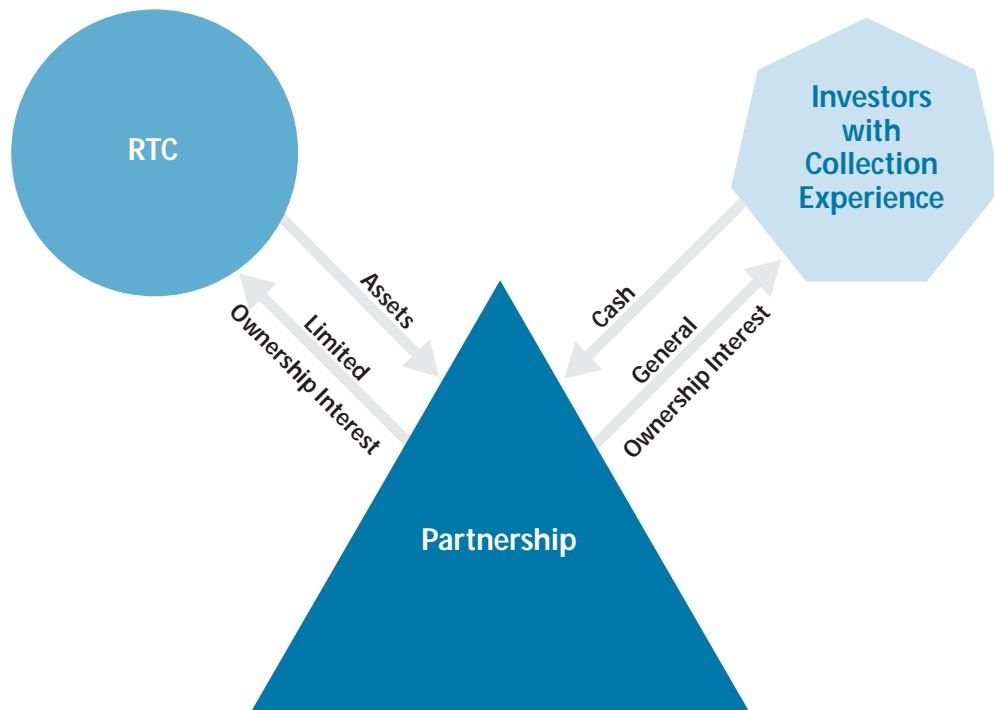 RTC
Investors
with
Collection
Experience
Assets
Limited
Ownership Interest
Cash
General
Ownership Interest
Partnership